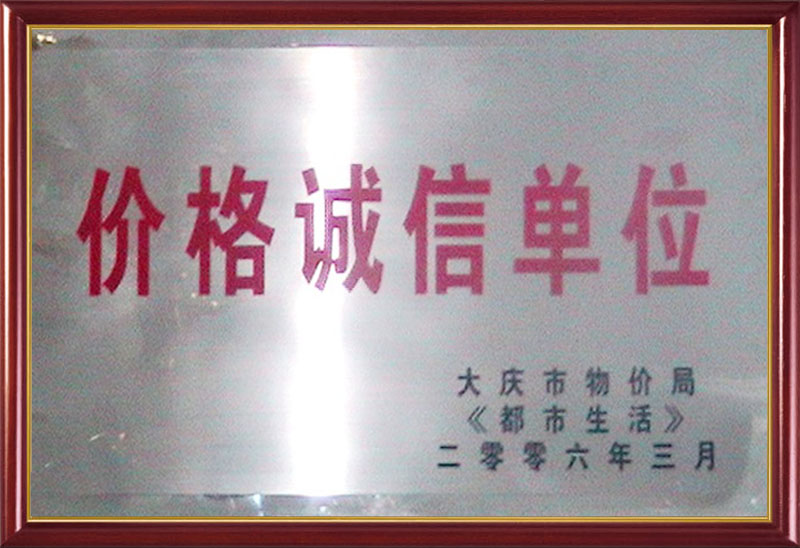 价格诚信单位
大庆市物价局
《都市生活》
二零零六年三月